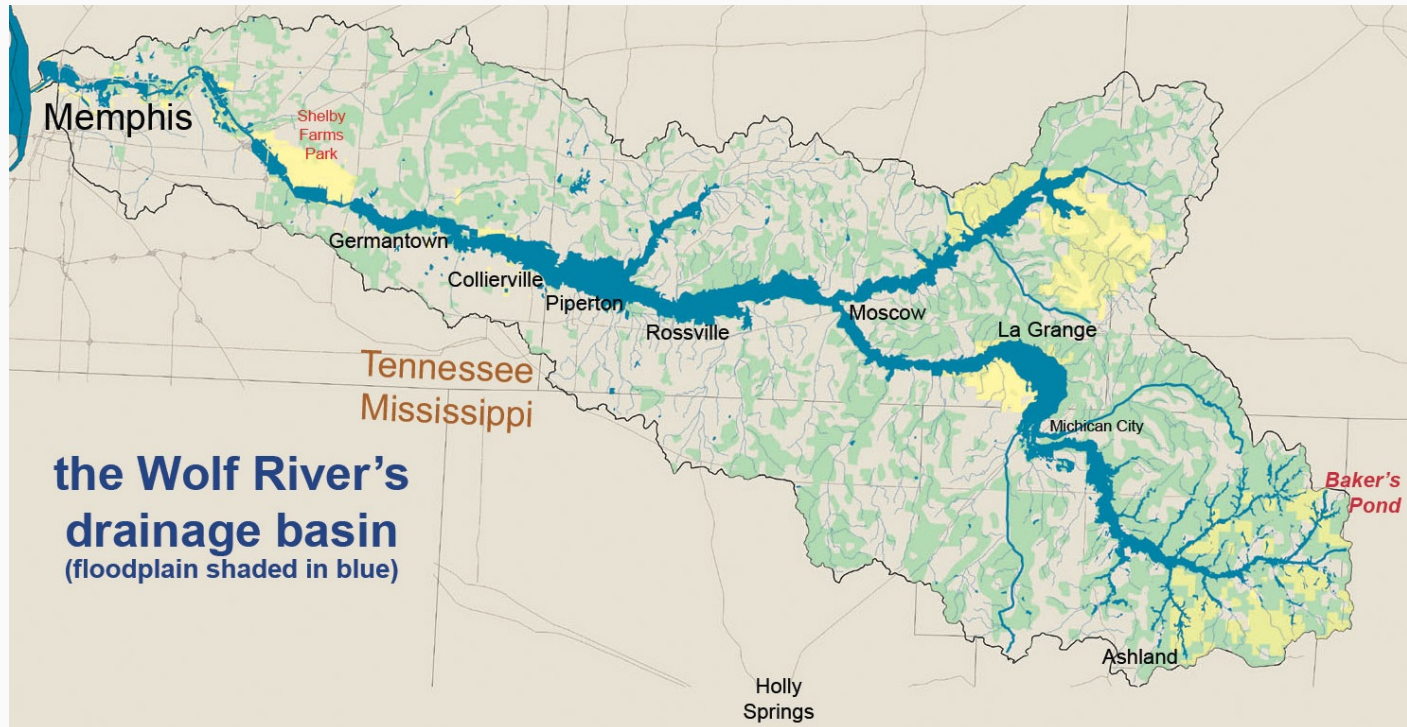 Memphis
Shelby
Farms
Park
Germantown
Collierville
Piperton
Rossville
Moscow
La Grange
Tennessee
Mississippi
Michican City
the Wolf River's
drainage basin
(floodplain shaded in blue)
Baker's
Pond
Ashland
Holly
Springs